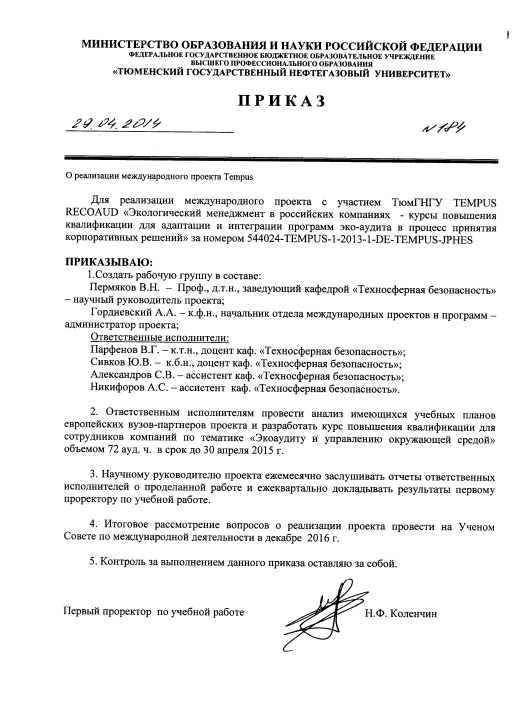 МИНИСТЕРСТВО ОБРАЗОВАНИЯ И НАУКИ РОССИЙСКОЙ ФЕДЕРАЦИИ
ФЕДЕРАЛЬНОЕ ГОСУДАРСТВЕННОЕ БЮДЖЕТНОЕ ОБРАЗОВАТЕЛЬНОЕ УЧРЕЖДЕНИЕ
ВЫСШЕГО ПРОФЕССИОНАЛЬНОГО ОБРАЗОВАНИЯ
«ТЮМЕНСКИЙ ГОСУДАРСТВЕННЫЙ НЕФТЕГАЗОВЫЙ УНИВЕРСИТЕТ»
ПРИКАЗ
29.04.2014 №184
О реализации международного проекта Tempus
Для реализации международного проекта с участием ТюмГНГУ TEMPUS
RECOAUD «Экологический менеджмент в российских компаниях - курсы повышения
квалификации для адаптации и интеграции программ эко-аудита в процесс принятия
корпоративных решений» за номером 544024-TEMPUS-1-2013-1-DE-TEMPUS-JPHES
ПРИКАЗЫВАЮ:
1.Создать рабочую группу в составе:
Пермяков В.Н. – Проф., д.т.н., заведующий кафедрой «Техносферная безопасность»
– научный руководитель проекта;
Гордиевский А.А. – к.ф.н., начальник отдела международных проектов и программ –
администратор проекта;
Ответственные исполнители:
Парфенов В.Г. – к.т.н., доцент каф. «Техносферная безопасность»;
Сивков Ю.В. – к.б.н., доцент каф. «Техносферная безопасность»;
Александров С.В. – ассистент каф. «Техносферная безопасность»;
Никифоров А.С. – ассистент каф. «Техносферная безопасность».
2. Ответственным исполнителям провести анализ имеющихся учебных планов
европейских вузов-партнеров проекта и разработать курс повышения квалификации для
сотрудников компаний по тематике «Экоаудиту и управлению окружающей средой»
объемом 72 ауд. ч. в срок до 30 апреля 2015 г.
3. Научному руководителю проекта ежемесячно заслушивать отчеты ответственных
исполнителей о проделанной работе и ежеквартально докладывать результаты первому
проректору по учебной работе.
4. Итоговое рассмотрение вопросов о реализации проекта провести на Ученом
Совете по международной деятельности в декабре 2016 г.
5. Контроль за выполнением данного приказа оставляю за собой.
Первый проректор по учебной работе Н.Ф. Коленчин